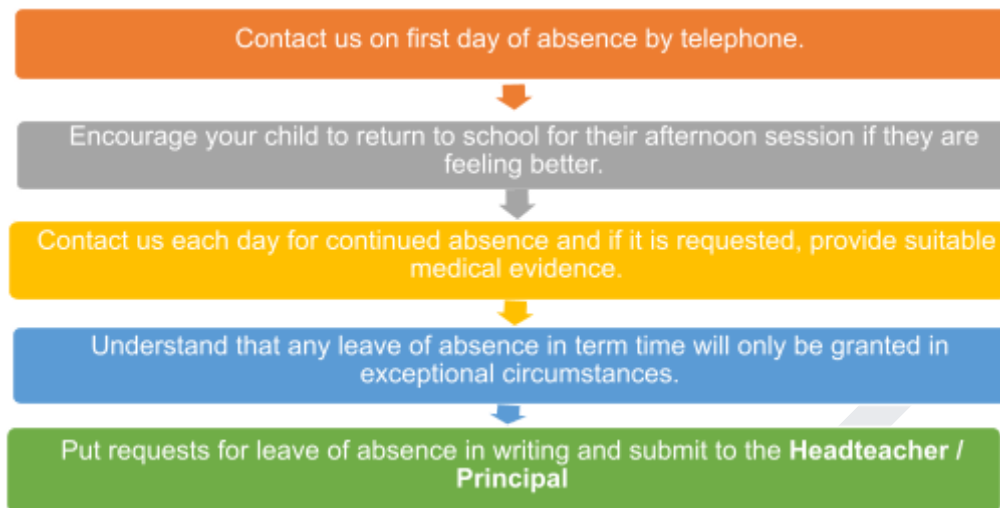 Contact us on first day of absence by telephone.
Encourage your child to return to school for their afternoon session if they are
feeling better.
Contact us each day for continued absence and if it is requested, provide suitable
medical evidence.
Understand that any leave of absence in term time will only be granted in
exceptional circumstances.
Put requests for leave of absence in writing and submit to the Headteacher /
Principal